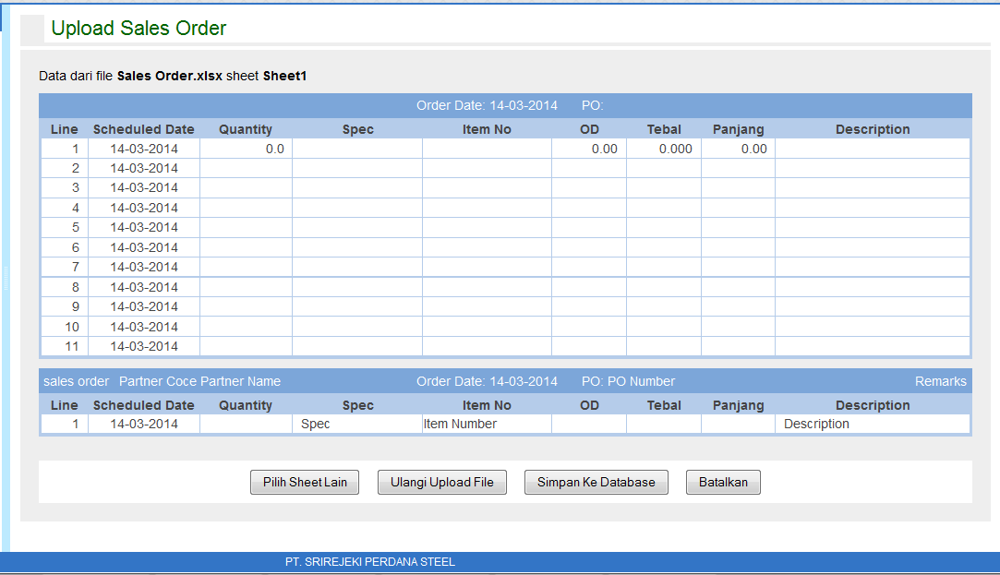 Upload Sales Order
Data dari file Sales Order.xlsx sheet Sheet1
Order Date: 14-03-2014 PO:
Line Scheduled Date Quantity Spec Item No OD Tebal Panjang Description
1 14-03-2014 0.0 0.00 0.000 0.00
2 14-03-2014
3 14-03-2014
4 14-03-2014
5 14-03-2014
6 14-03-2014
7 14-03-2014
8 14-03-2014
9 14-03-2014
10 14-03-2014
11 14-03-2014
sales order Partner Coce Partner Name Order Date: 14-03-2014 PO: PO Number Remarks
Line Scheduled Date Quantity Spec Item No OD Tebal Panjang Description
1 14-03-2014 Spec Item Number Description
Pilih Sheet Lain Ulangi Upload File Simpan Ke Database Batalkan
PT. SRIREJEKI PERDANA STEEL